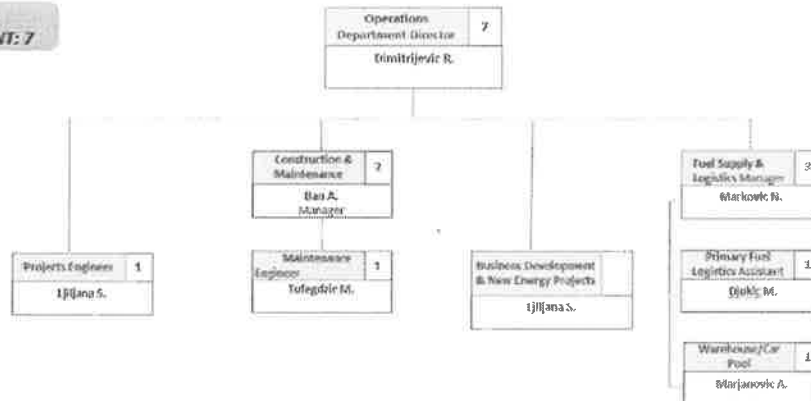 NT: 7
Operations
Department Director
7
Dimitrijevic R.
Construction &
Maintenance
2
Bau A.
Manager
Fuel Supply &
Logistics Manager
3
Markovic N.
Projects Engineer
1
Ljiljana S.
Maintenance
Engineer
1
Tufegdzic M.
Business Development
& New Energy Projects
Ljiljana S.
Primary Fuel
Logistics Assistant
1
Djokic M.
Warehouse/Car
Pool
1
Marjanovic A.